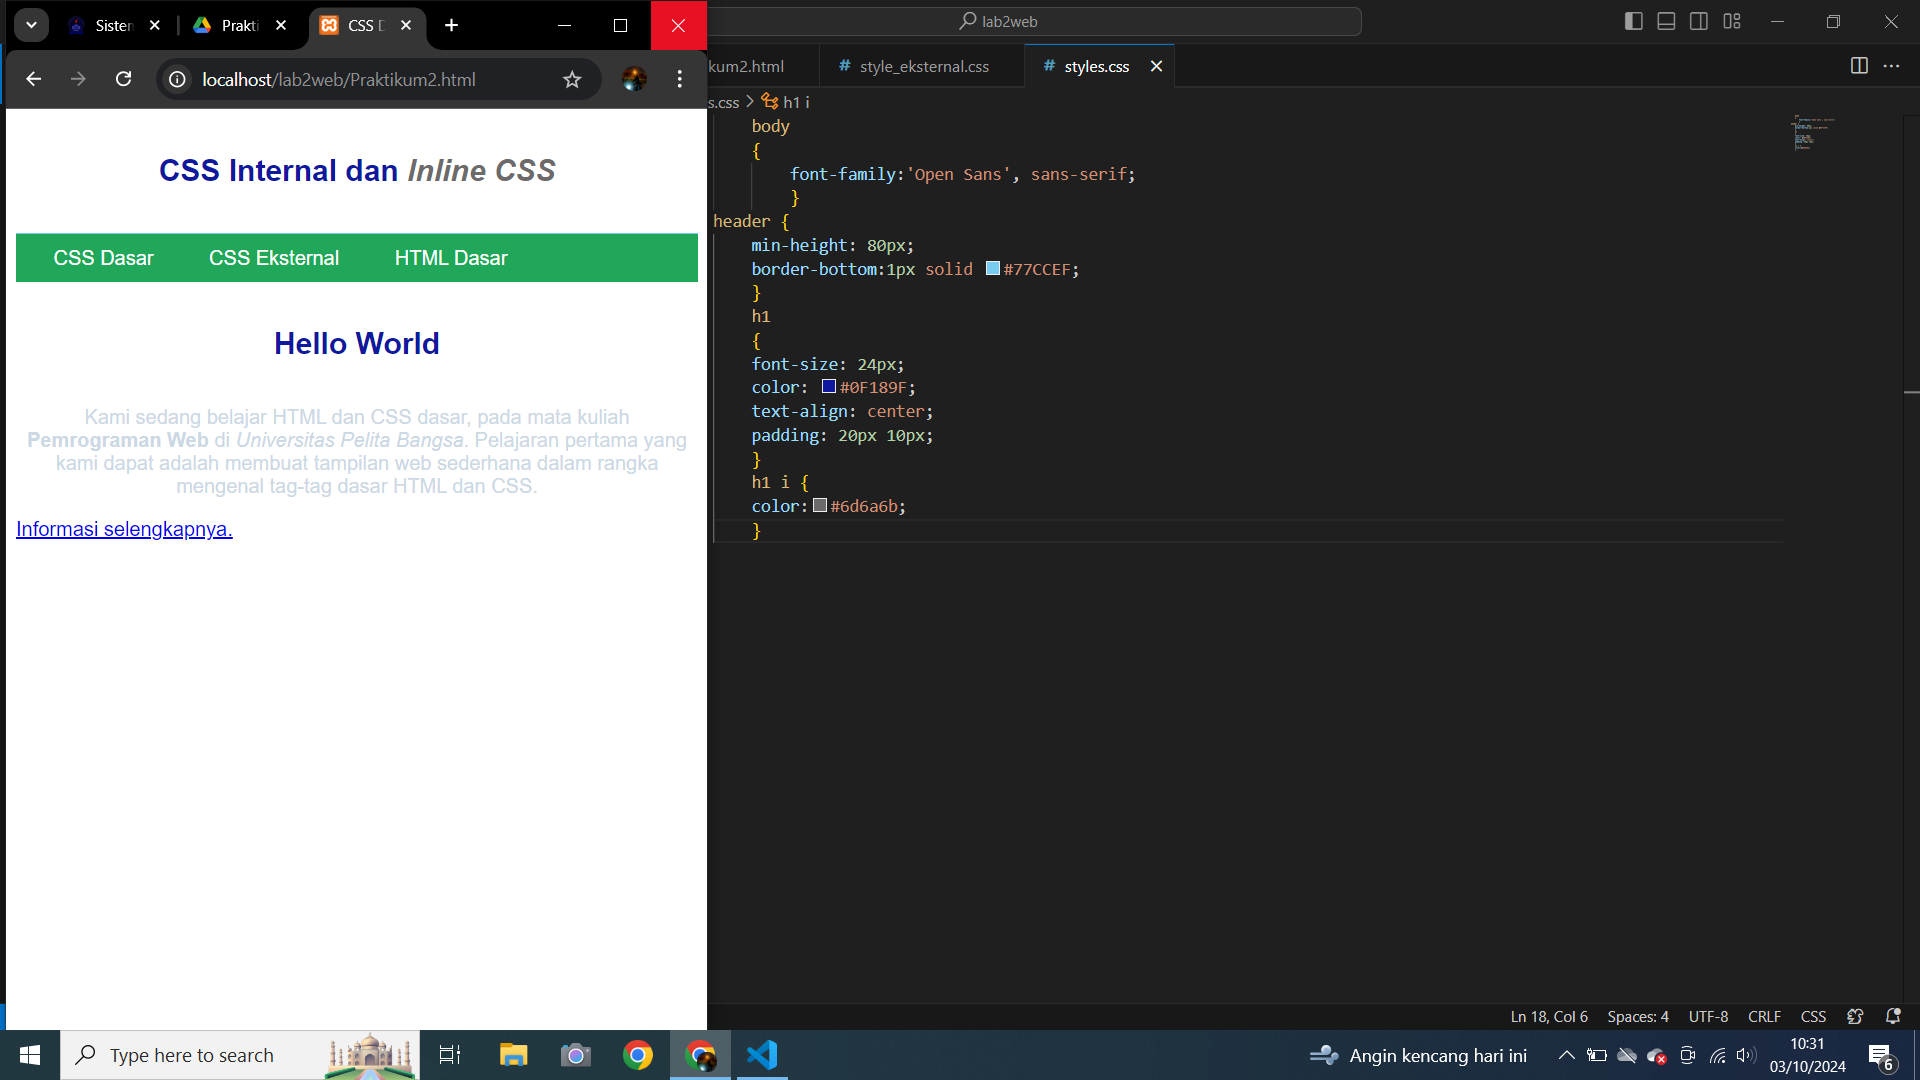 Sisten
Prakti
CSS D
localhost/lab2web/Praktikum2.html
CSS Internal dan Inline CSS
CSS Dasar
CSS Eksternal
HTML Dasar
Hello World
Kami sedang belajar HTML dan CSS dasar, pada mata kuliah
Pemrograman Web di Universitas Pelita Bangsa. Pelajaran pertama yang
kami dapat adalah membuat tampilan web sederhana dalam rangka
mengenal tag-tag dasar HTML dan CSS.
Informasi selengkapnya.
lab2web
kum2.html
# style_eksternal.css
# styles.css
s.css > h1 i
body
{
font-family:'Open Sans', sans-serif;
}
header {
min-height: 80px;
border-bottom:1px solid #77CCEF;
}
h1
{
font-size: 24px;
color: #0F189F;
text-align: center;
padding: 20px 10px;
}
h1 i {
color:#6d6a6b;
}
Ln 18, Col 6
Spaces: 4
UTF-8
CRLF
CSS
Type here to search
Angin kencang hari ini
10:31
03/10/2024
6